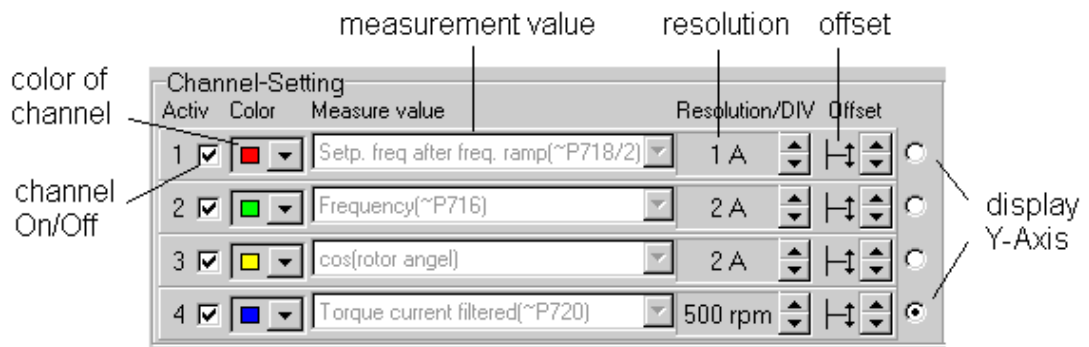 measurement value resolution offset
color of
channel
Channel-Setting
Activ Color Measure value Resolution/DIV Offset
1 Setp. freq after freq. ramp(~P718/2) 1 A
channel
On/Off
2 Frequency(~P716) 2 A
display
Y-Axis
3 cos(rotor angel) 2 A
4 Torque current filtered(~P720) 500 rpm